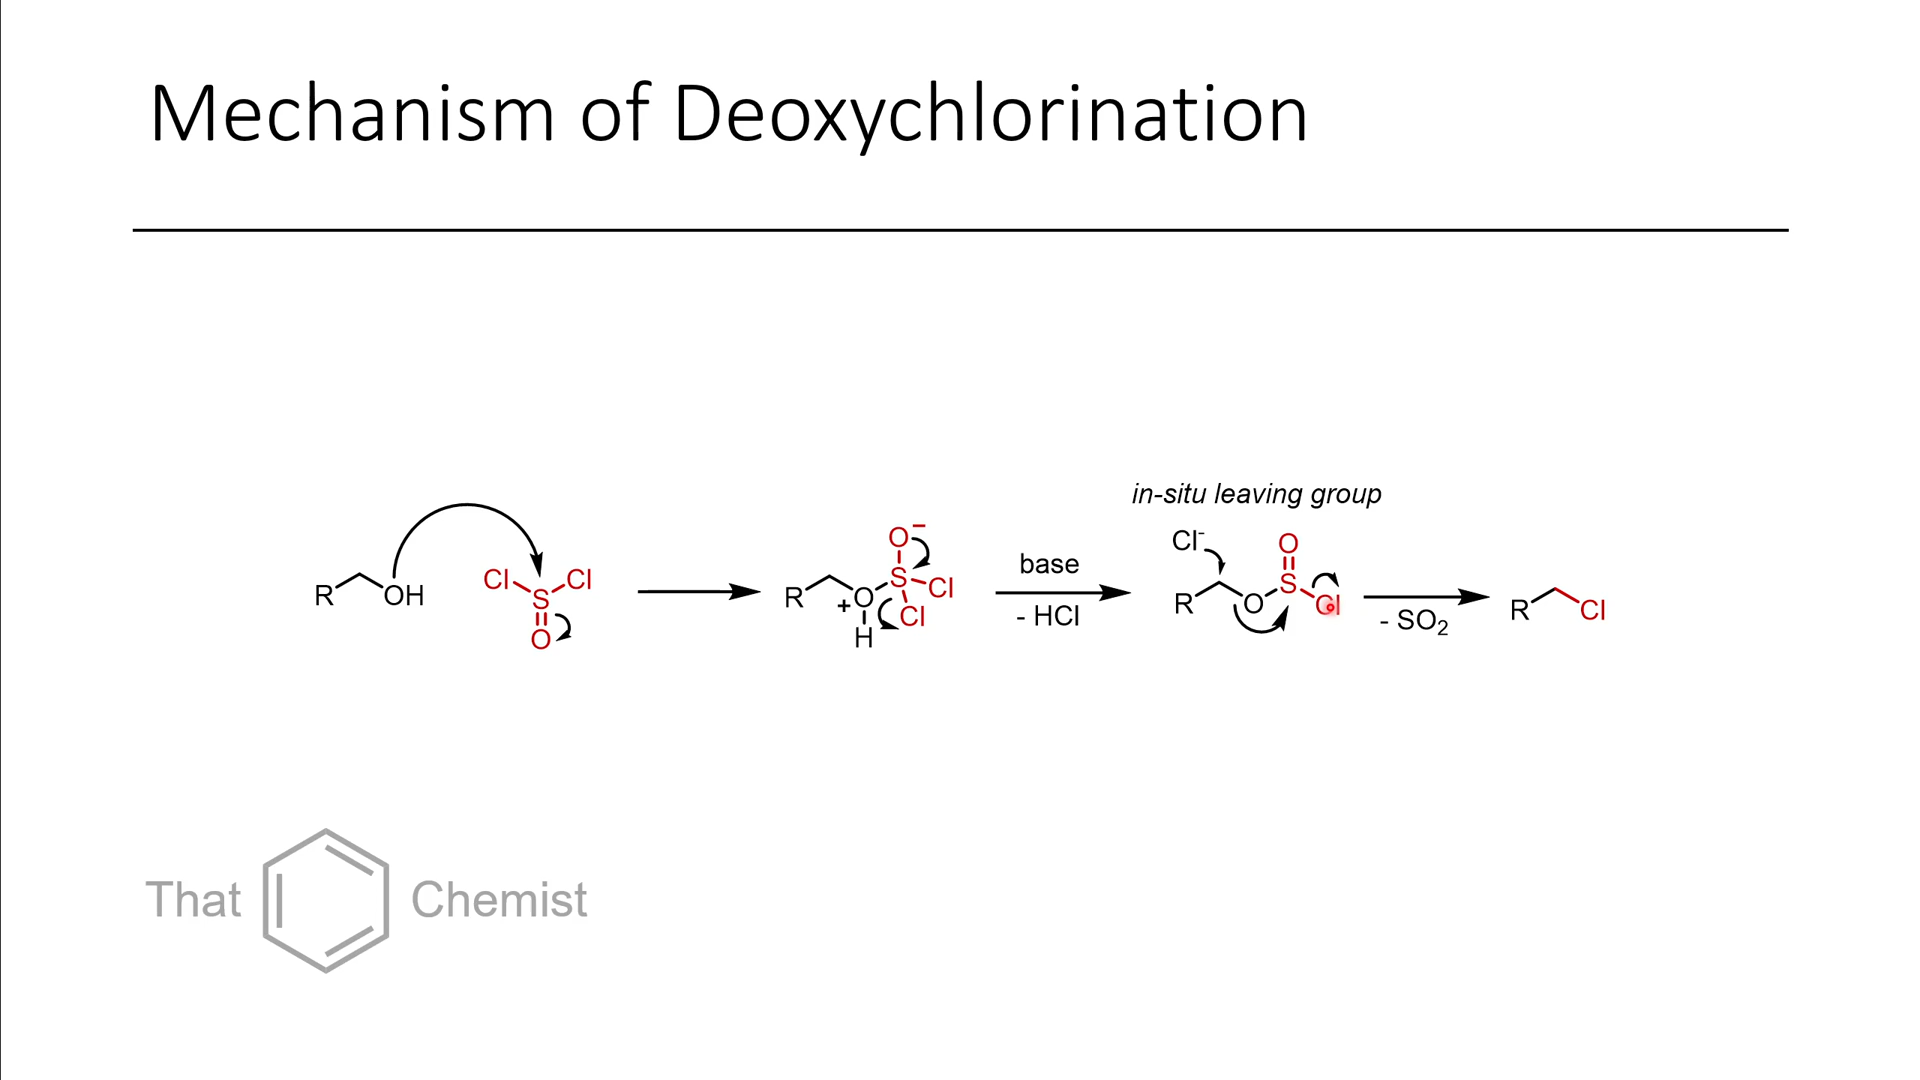 Mechanism of Deoxychlorination
in-situ leaving group
R OH
Cl S Cl
O
R O + H S O − Cl Cl
base
- HCl
Cl⁻
R O S O Cl
- SO₂
R Cl
That Chemist